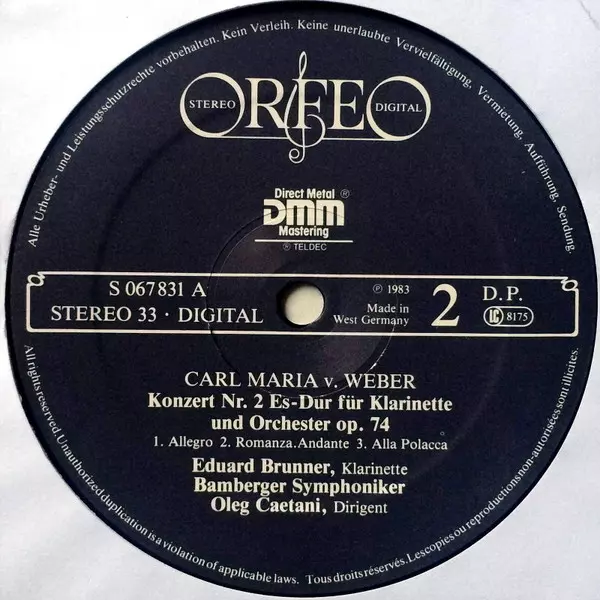 Alle Urheber- und Leistungsschutzrechte vorbehalten. Kein Verleih. Keine unerlaubte Vervielfältigung, Vermietung, Aufführung, Sendung.
STEREO ORFEO DIGITAL
Direct Metal ®
DMM
Mastering
® TELDEC
S 067831 A
STEREO 33 · DIGITAL
℗ 1983
Made in
West Germany
2
D.P.
LC 8175
CARL MARIA v. WEBER
Konzert Nr. 2 Es-Dur für Klarinette
und Orchester op. 74
1. Allegro 2. Romanza. Andante 3. Alla Polacca
Eduard Brunner, Klarinette
Bamberger Symphoniker
Oleg Caetani, Dirigent
All rights reserved. Unauthorized duplication is a violation of applicable laws. Tous droits réservés. Les copies ou reproductions non-autorisées sont illicites.